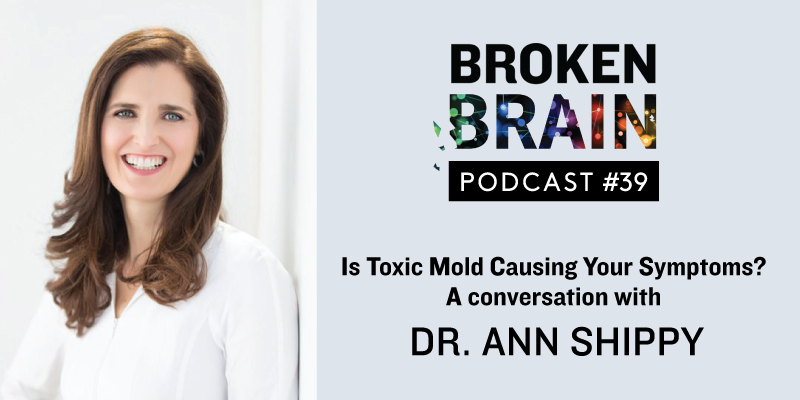 BROKEN
BRAIN
PODCAST #39
Is Toxic Mold Causing Your Symptoms?
A conversation with
DR. ANN SHIPPY